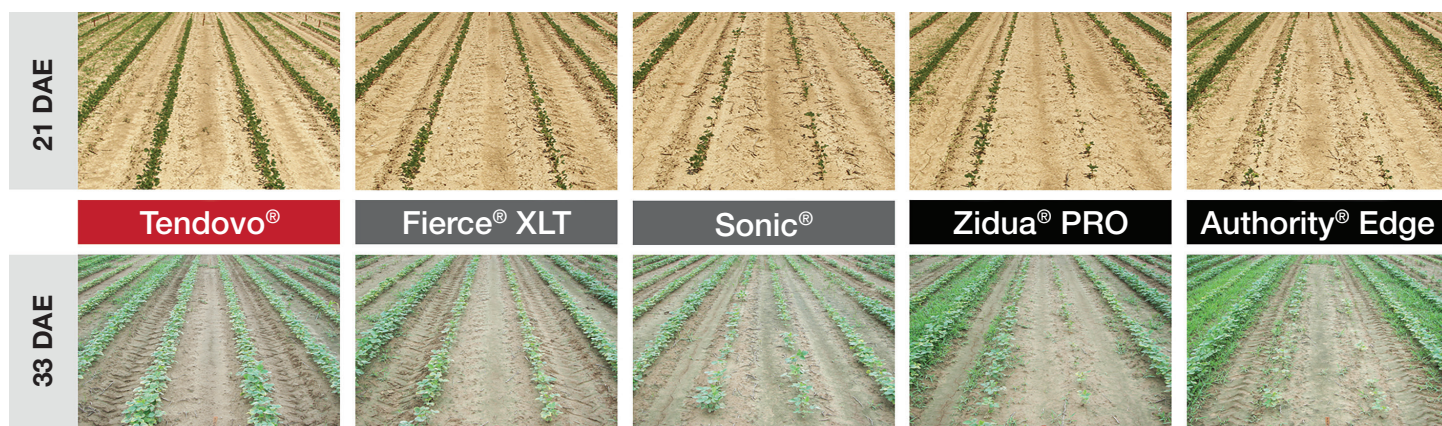 21 DAE
Tendovo®
Fierce® XLT
Sonic®
Zidua® PRO
Authority® Edge
33 DAE